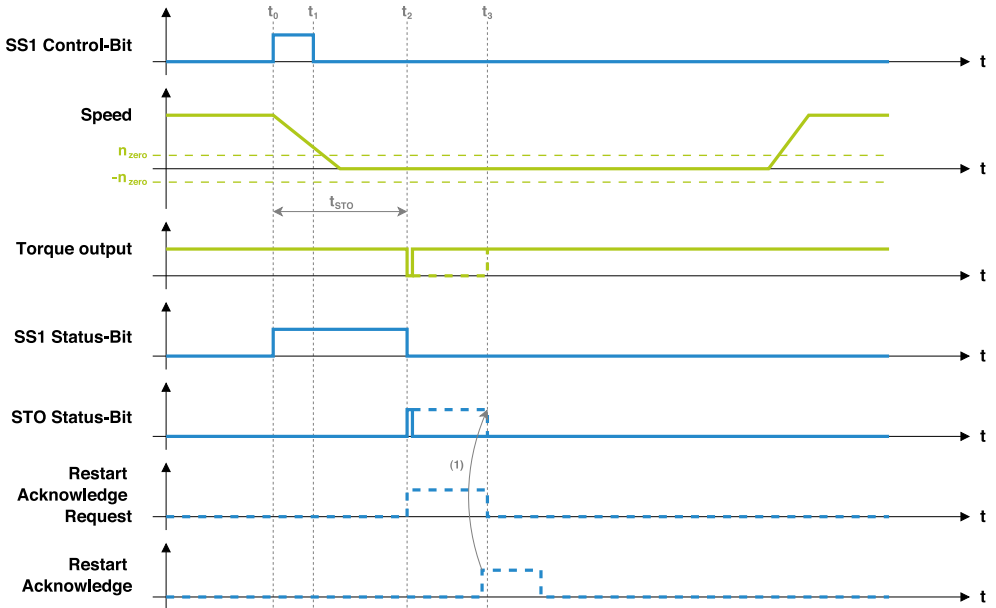 t0 t1 t2 t3
SS1 Control-Bit
t
Speed
nzero
-nzero
t
tSTO
Torque output
t
SS1 Status-Bit
t
STO Status-Bit
t
(1)
Restart
Acknowledge
Request
t
Restart
Acknowledge
t